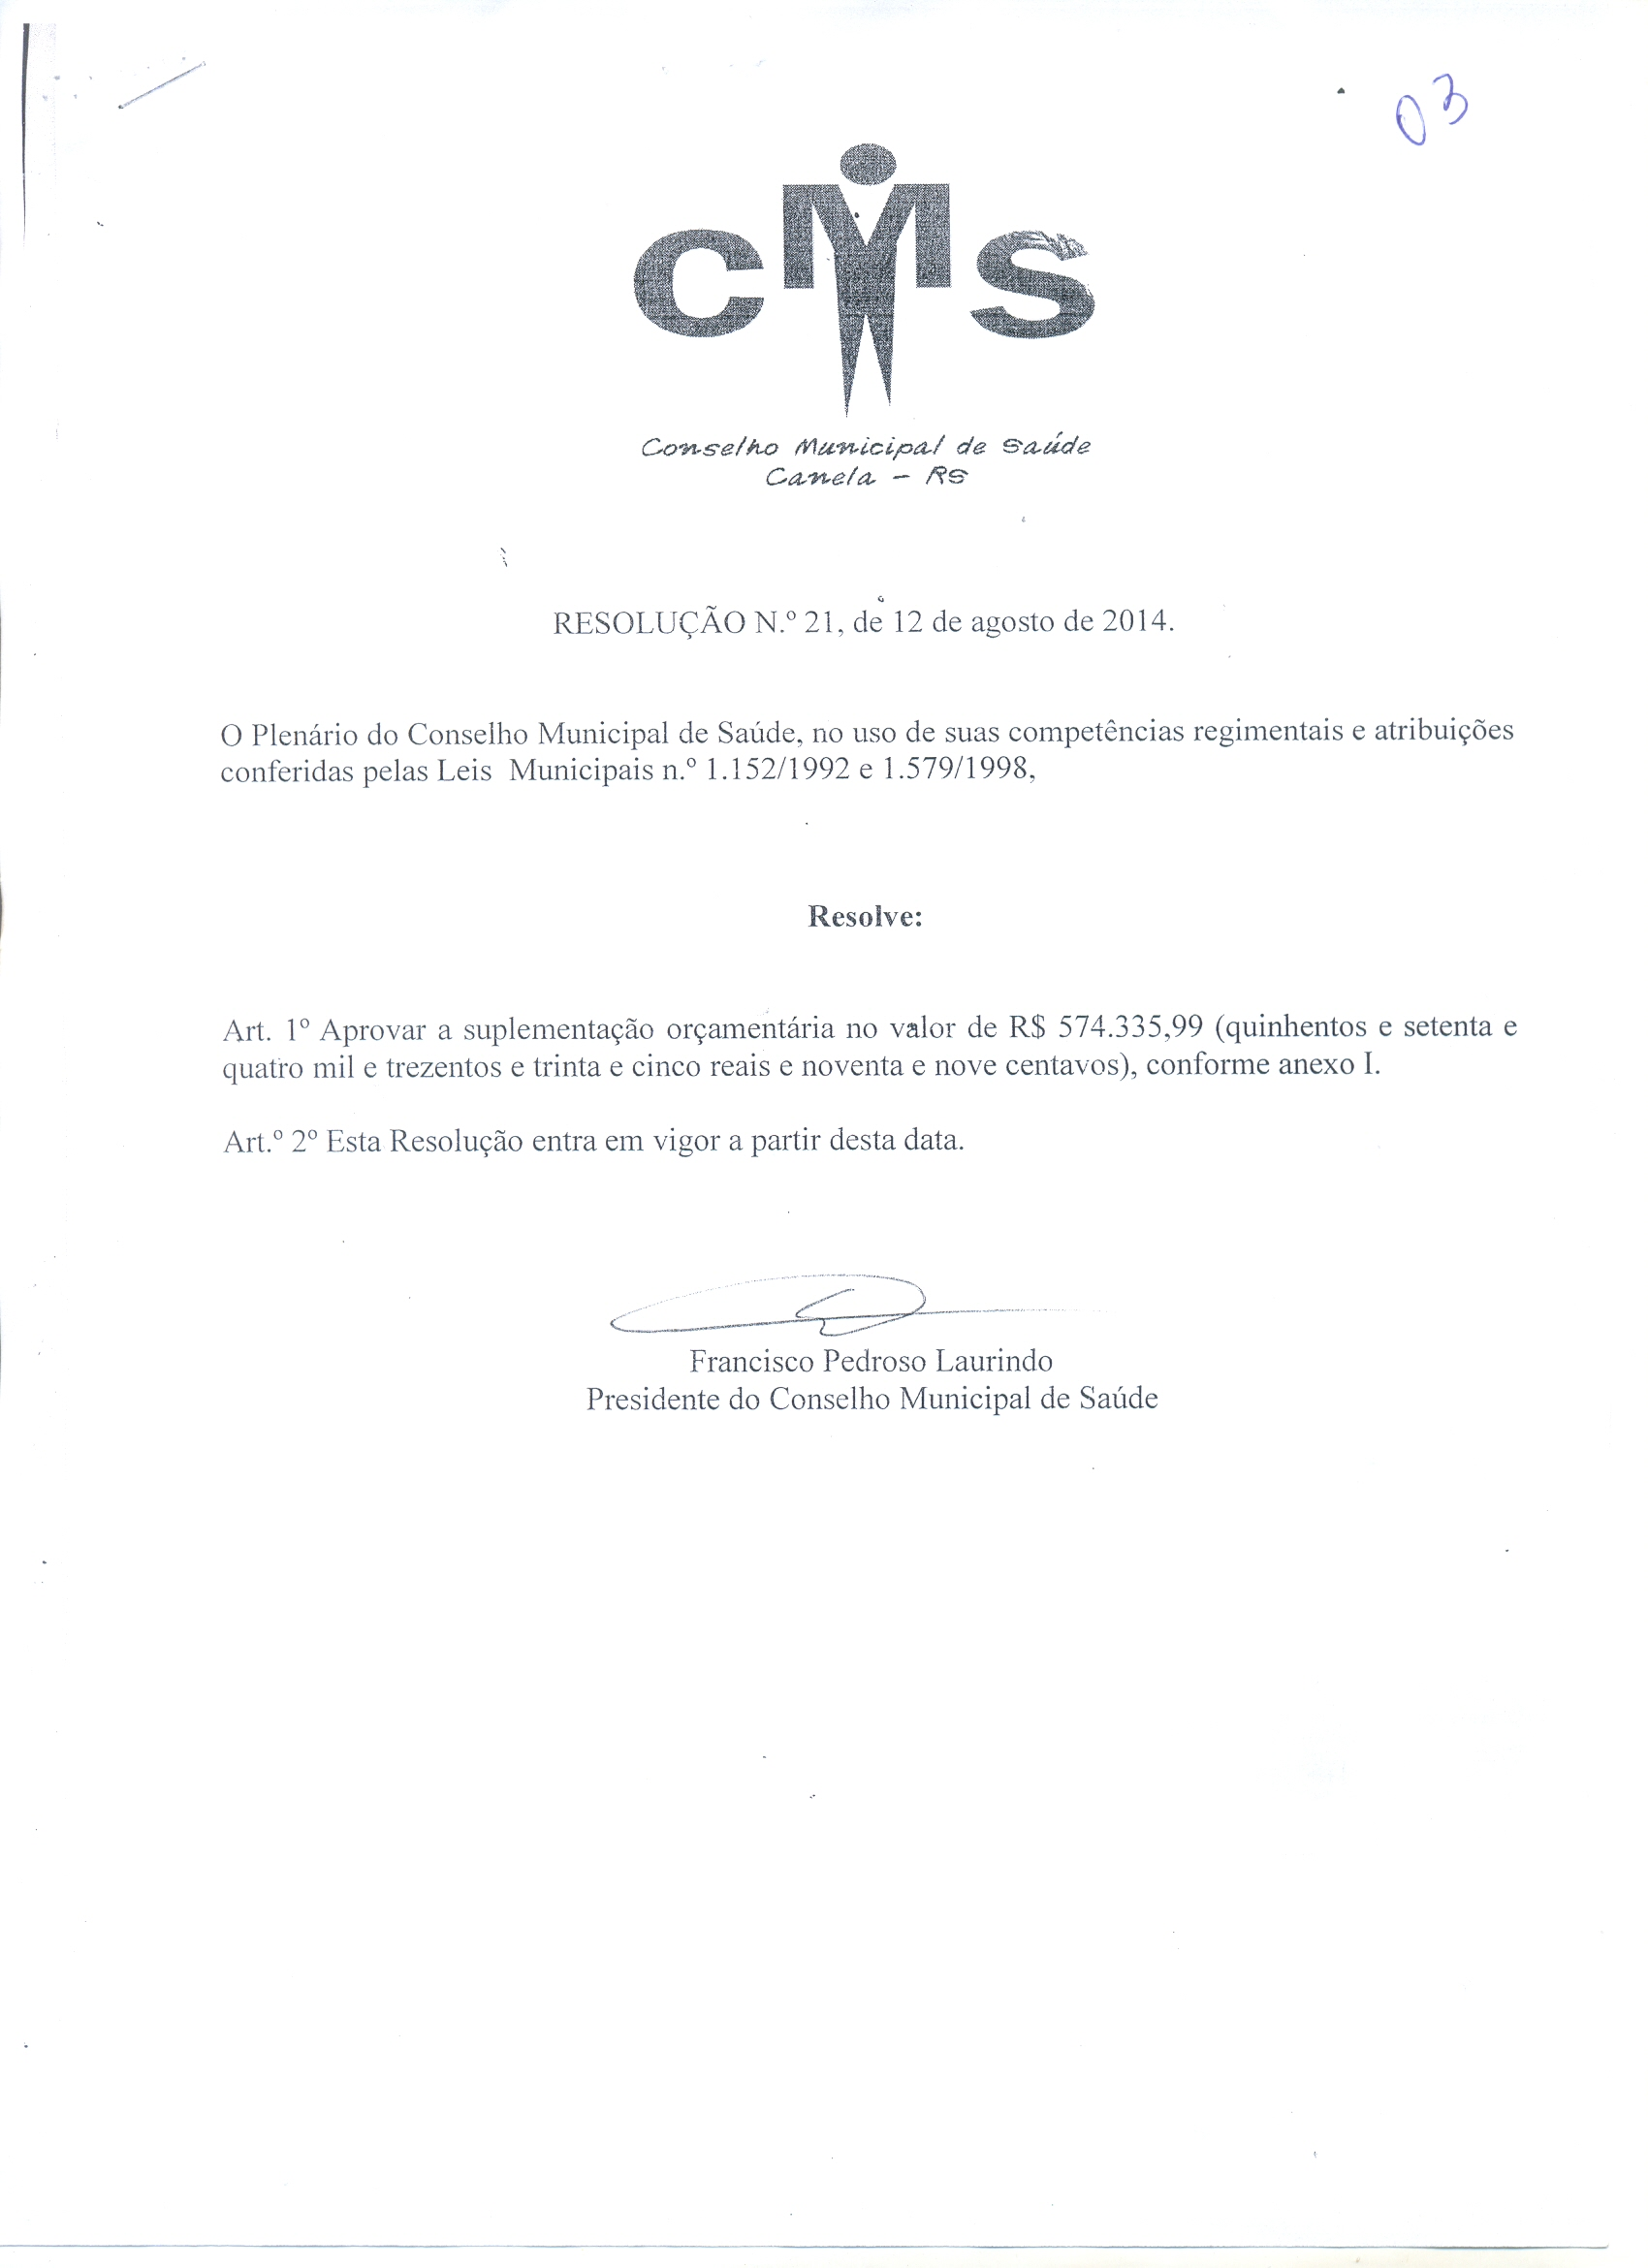 03
CMS
Conselho Municipal de Saúde
Canela - RS
RESOLUÇÃO N.º 21, de 12 de agosto de 2014.
O Plenário do Conselho Municipal de Saúde, no uso de suas competências regimentais e atribuições
conferidas pelas Leis Municipais n.º 1.152/1992 e 1.579/1998,
Resolve:
Art. 1º Aprovar a suplementação orçamentária no valor de R$ 574.335,99 (quinhentos e setenta e
quatro mil e trezentos e trinta e cinco reais e noventa e nove centavos), conforme anexo I.
Art.º 2º Esta Resolução entra em vigor a partir desta data.
Francisco Pedroso Laurindo
Presidente do Conselho Municipal de Saúde